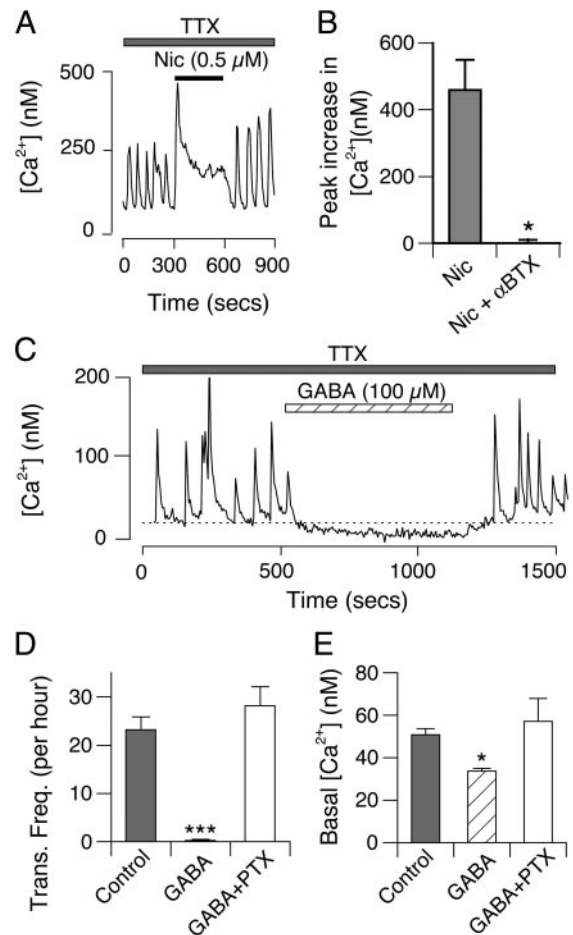 A
TTX
Nic (0.5 µM)
[Ca2+] (nM)
500
250
0
0 300 600 900
Time (secs)
B
Peak increase in
[Ca2+](nM)
600
400
200
0
*
Nic
Nic + αBTX
C
TTX
GABA (100 µM)
[Ca2+] (nM)
200
100
0
0 500 1000 1500
Time (secs)
D
Trans. Freq. (per hour)
30
20
10
0
***
Control
GABA
GABA+PTX
E
Basal [Ca2+] (nM)
80
60
40
20
0
*
Control
GABA
GABA+PTX